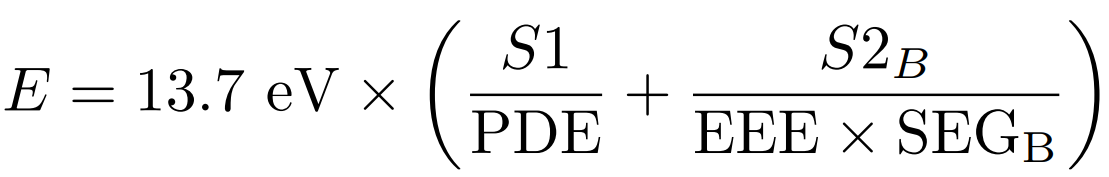 E = 13.7 eV × (S1/PDE + S2_B/(EEE × SEG_B))